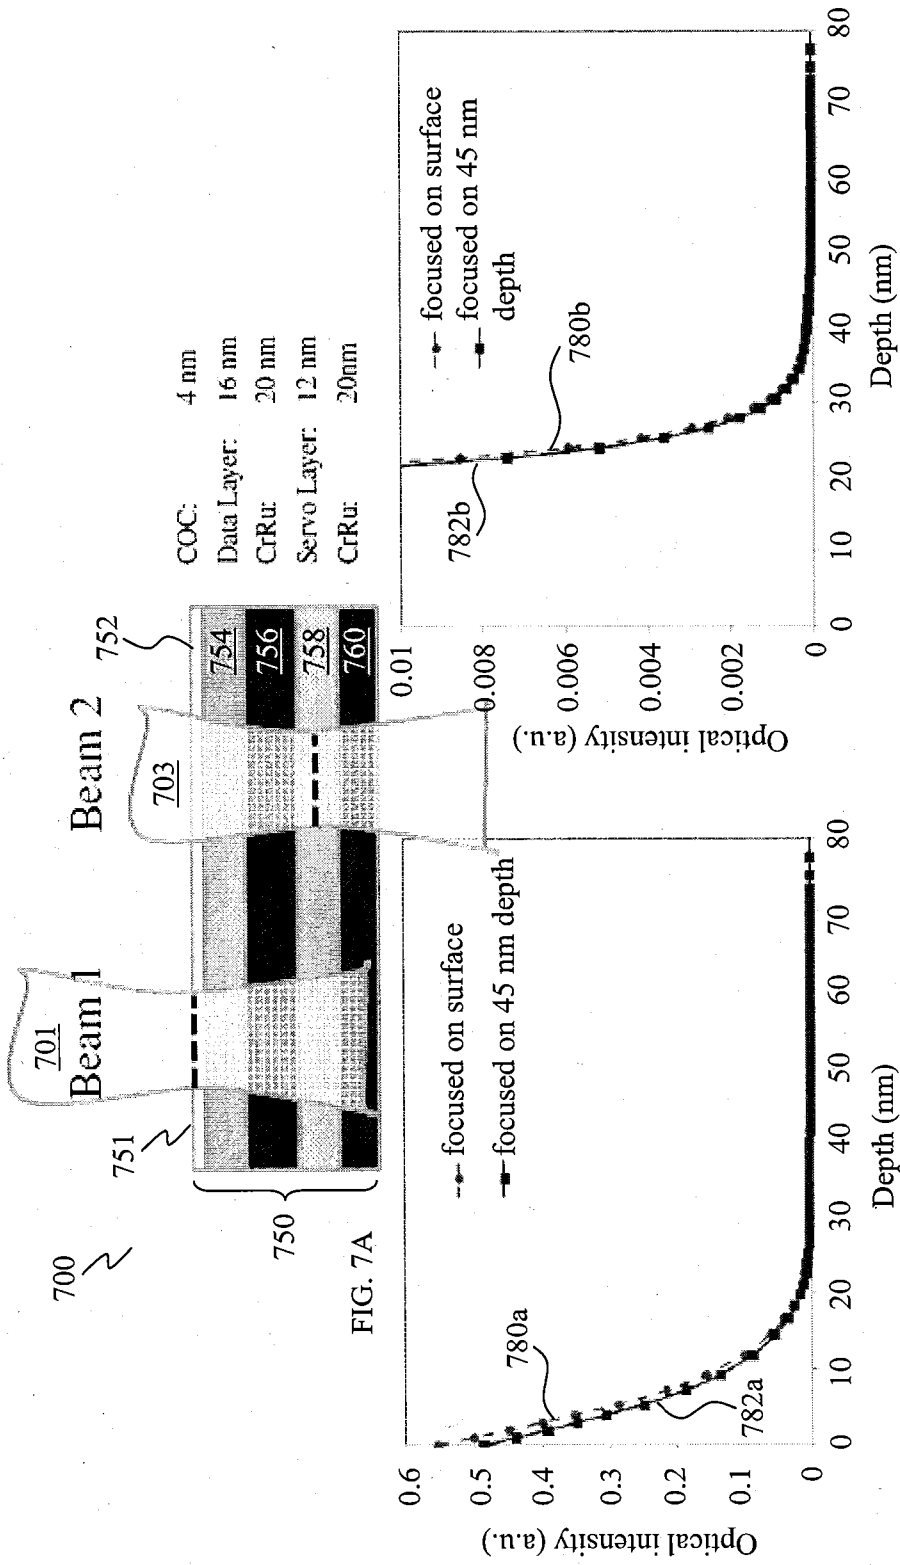 700
701
Beam 1
751
750
Beam 2
703
752
754
756
758
760
COC: 4 nm
Data Layer: 16 nm
CrRu: 20 nm
Servo Layer: 12 nm
CrRu: 20nm
FIG. 7A
Optical intensity (a.u.)
0.6
0.5
0.4
0.3
0.2
0.1
0
0 10 20 30 40 50 60 70 80
Depth (nm)
focused on surface
focused on 45 nm depth
780a
782a
Optical intensity (a.u.)
0.01
0.008
0.006
0.004
0.002
0
0 10 20 30 40 50 60 70 80
Depth (nm)
focused on surface
focused on 45 nm
depth
780b
782b